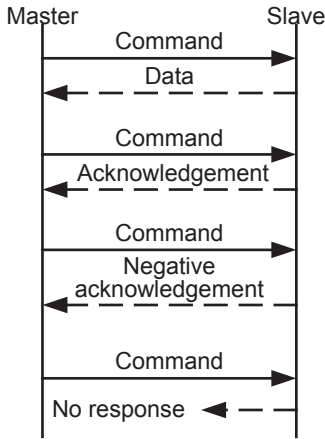 Master Slave
Command
Data
Command
Acknowledgement
Command
Negative
acknowledgement
Command
No response